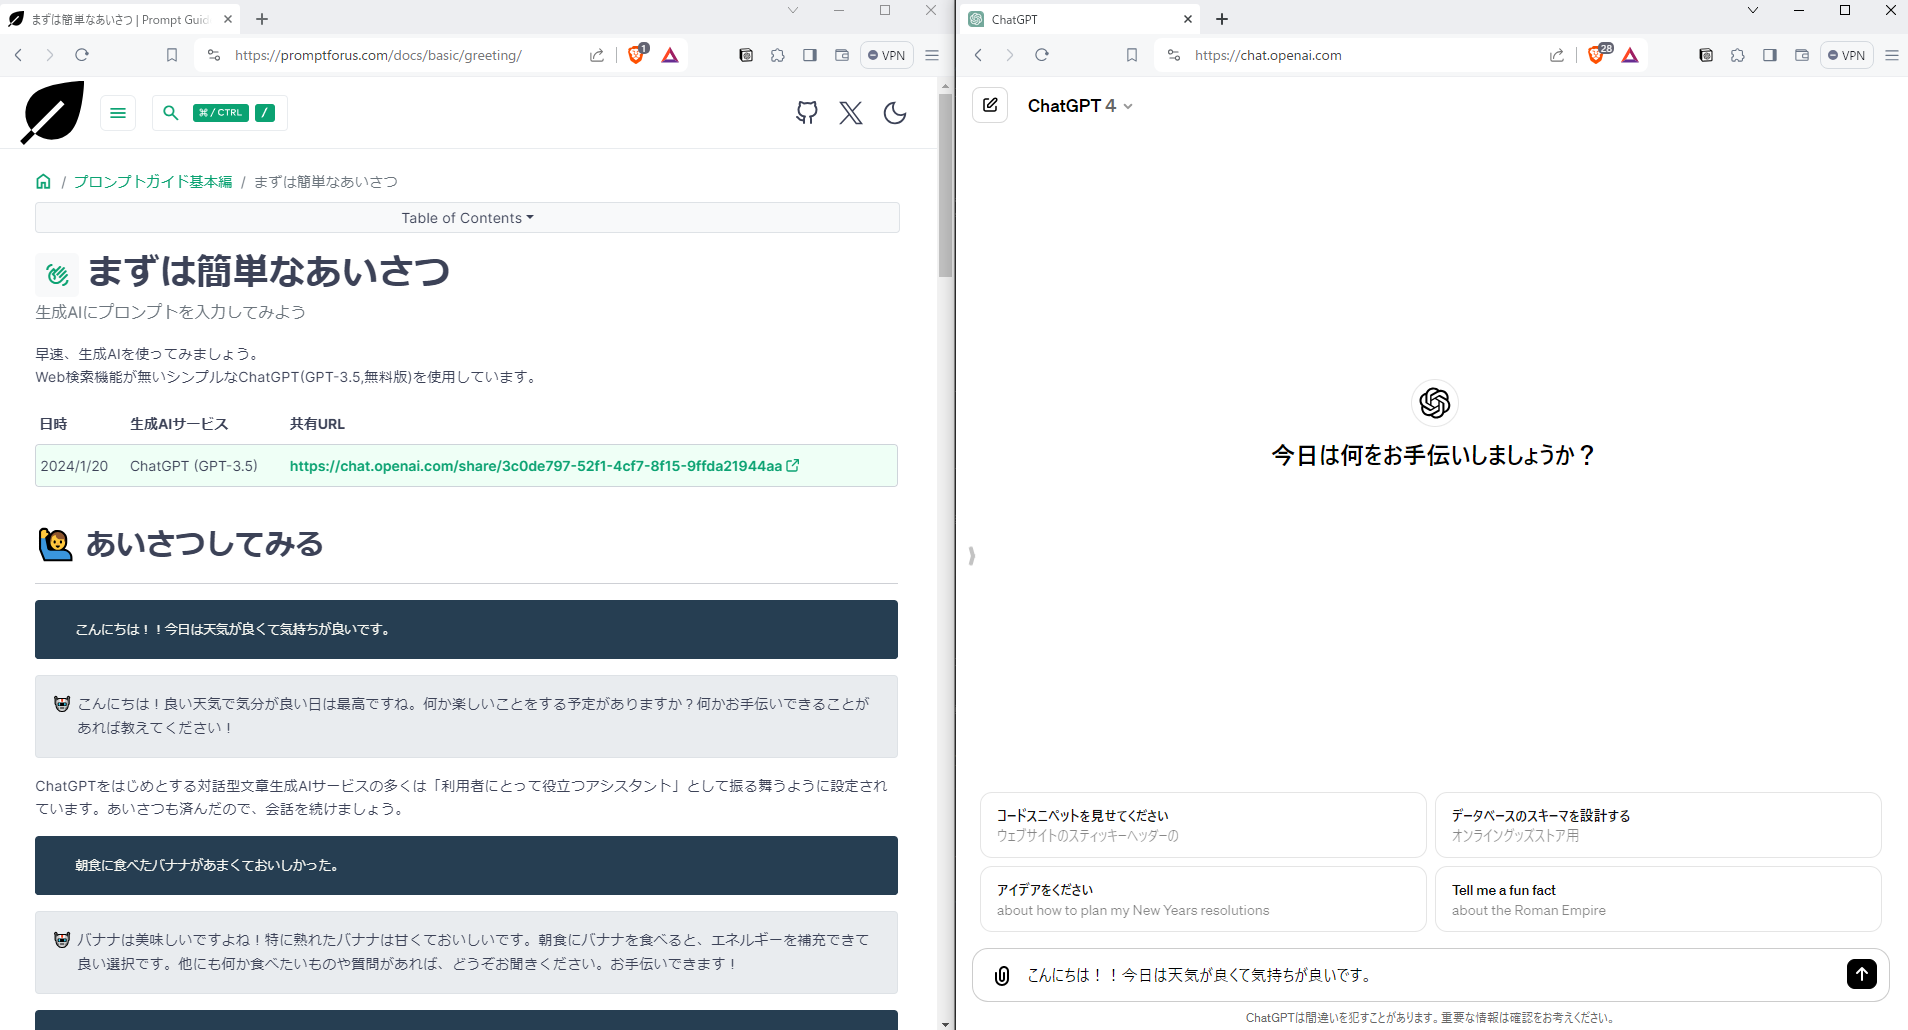 まずは簡単なあいさつ | Prompt Guid
https://promptforus.com/docs/basic/greeting/
1
VPN
⌘ / CTRL
/
/ プロンプトガイド基本編 / まずは簡単なあいさつ
Table of Contents
まずは簡単なあいさつ
生成AIにプロンプトを入力してみよう
早速、生成AIを使ってみましょう。
Web検索機能が無いシンプルなChatGPT(GPT-3.5,無料版)を使用しています。
日時 生成AIサービス 共有URL
2024/1/20 ChatGPT (GPT-3.5) https://chat.openai.com/share/3c0de797-52f1-4cf7-8f15-9ffda21944aa
あいさつしてみる
こんにちは！！今日は天気が良くて気持ちが良いです。
こんにちは！良い天気で気分が良い日は最高ですね。何か楽しいことをする予定がありますか？何かお手伝いできることが
あれば教えてください！
ChatGPTをはじめとする対話型文章生成AIサービスの多くは「利用者にとって役立つアシスタント」として振る舞うように設定され
ています。あいさつも済んだので、会話を続けましょう。
朝食に食べたバナナがあまくておいしかった。
バナナは美味しいですよね！特に熟れたバナナは甘くておいしいです。朝食にバナナを食べると、エネルギーを補充できて
良い選択です。他にも何か食べたいものや質問があれば、どうぞお聞きください。お手伝いできます！
ChatGPT
https://chat.openai.com
28
VPN
ChatGPT 4
今日は何をお手伝いしましょうか？
コードスニペットを見せてください
ウェブサイトのスティッキーヘッダーの
データベースのスキーマを設計する
オンライングッズストア用
アイデアをください
about how to plan my New Years resolutions
Tell me a fun fact
about the Roman Empire
こんにちは！！今日は天気が良くて気持ちが良いです。
ChatGPTは間違いを犯すことがあります。重要な情報は確認をお考えください。